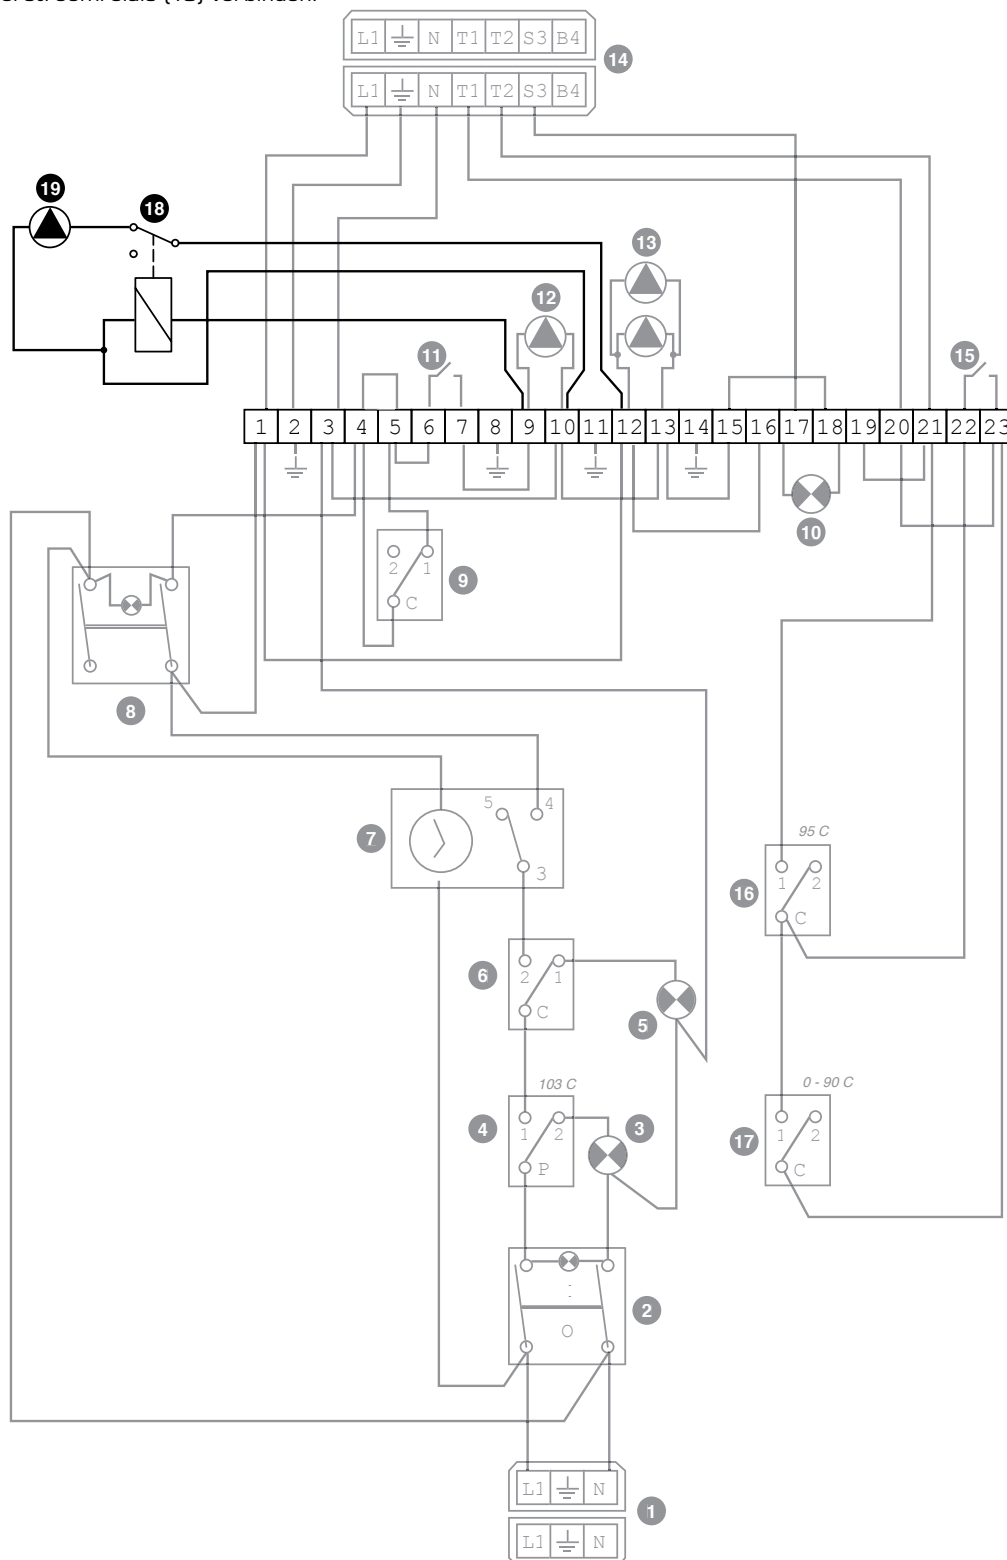 verbinden.
L1 N T1 T2 S3 B4
14
L1 N T1 T2 S3 B4
19
18
13
12
11
15
1 2 3 4 5 6 7 8 9 10 11 12 13 14 15 16 17 18 19 20 21 22 23
10
2 1
9
C
8
5 4
7
3
95 C
1 2
16
C
6
2 1
5
C
103 C
0 - 90 C
4
1 2
3
1 2
17
P
C
2
O
L1 N
1
L1 N